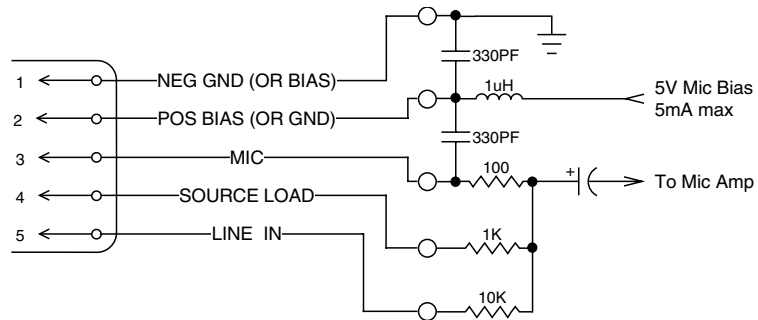 330PF
1 NEG GND (OR BIAS)
1uH
5V Mic Bias
5mA max
2 POS BIAS (OR GND)
330PF
3 MIC
100
+
To Mic Amp
4 SOURCE LOAD
1K
5 LINE IN
10K